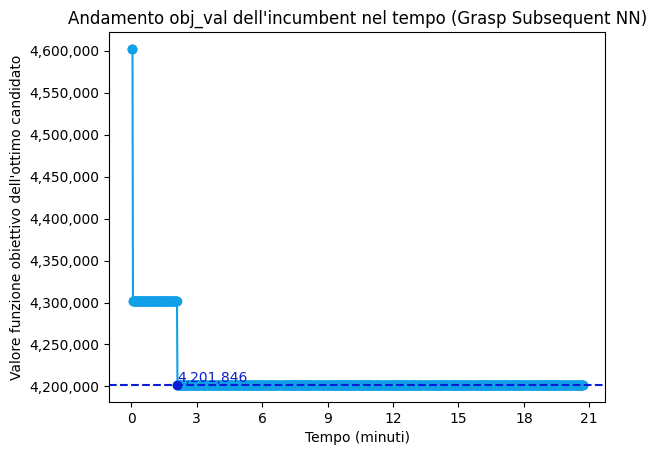 Andamento obj_val dell'incumbent nel tempo (Grasp Subsequent NN)
Valore funzione obiettivo dell'ottimo candidato
4,600,000
4,550,000
4,500,000
4,450,000
4,400,000
4,350,000
4,300,000
4,250,000
4,200,000
4,201,846
0 3 6 9 12 15 18 21
Tempo (minuti)